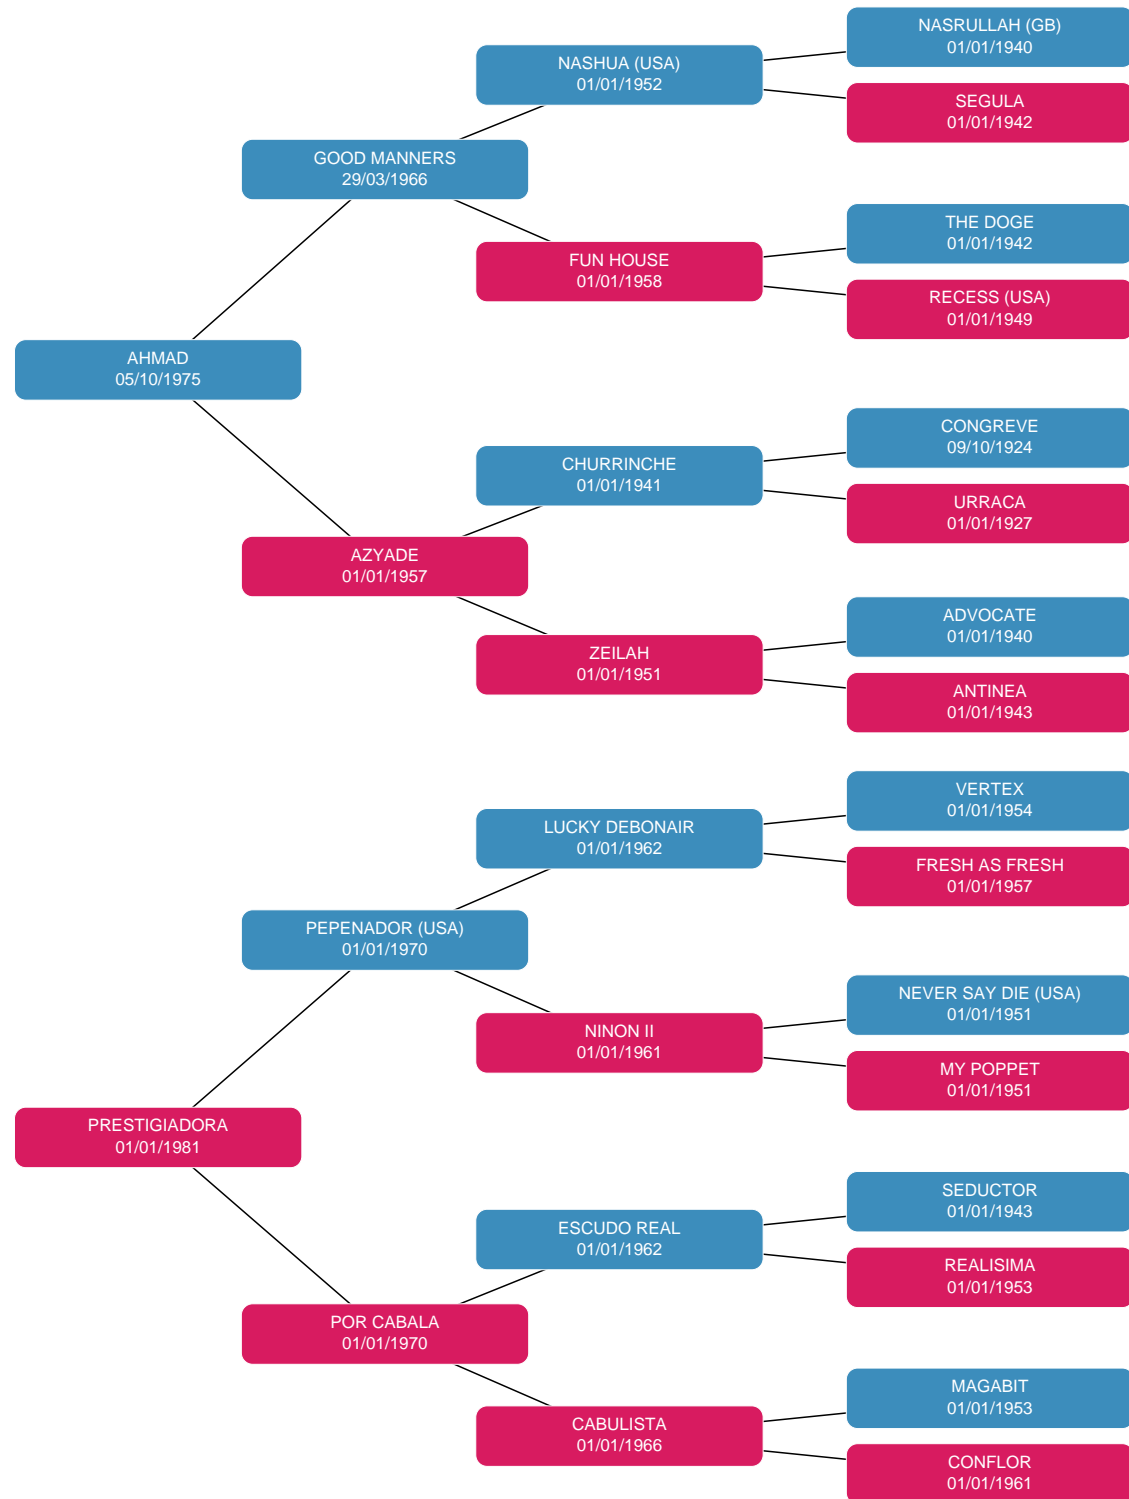 NASRULLAH (GB)
01/01/1940
NASHUA (USA)
01/01/1952
SEGULA
01/01/1942
GOOD MANNERS
29/03/1966
THE DOGE
01/01/1942
FUN HOUSE
01/01/1958
RECESS (USA)
01/01/1949
AHMAD
05/10/1975
CONGREVE
09/10/1924
CHURRINCHE
01/01/1941
URRACA
01/01/1927
AZYADE
01/01/1957
ADVOCATE
01/01/1940
ZEILAH
01/01/1951
ANTINEA
01/01/1943
VERTEX
01/01/1954
LUCKY DEBONAIR
01/01/1962
FRESH AS FRESH
01/01/1957
PEPENADOR (USA)
01/01/1970
NEVER SAY DIE (USA)
01/01/1951
NINON II
01/01/1961
MY POPPET
01/01/1951
PRESTIGIADORA
01/01/1981
SEDUCTOR
01/01/1943
ESCUDO REAL
01/01/1962
REALISIMA
01/01/1953
POR CABALA
01/01/1970
MAGABIT
01/01/1953
CABULISTA
01/01/1966
CONFLOR
01/01/1961